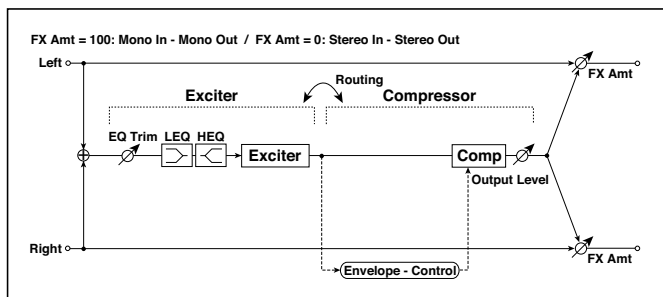 FX Amt = 100: Mono In - Mono Out / FX Amt = 0: Stereo In - Stereo Out
Left
FX Amt
Routing
Exciter
Compressor
EQ Trim
LEQ
HEQ
Exciter
Comp
Output Level
Right
FX Amt
Envelope - Control